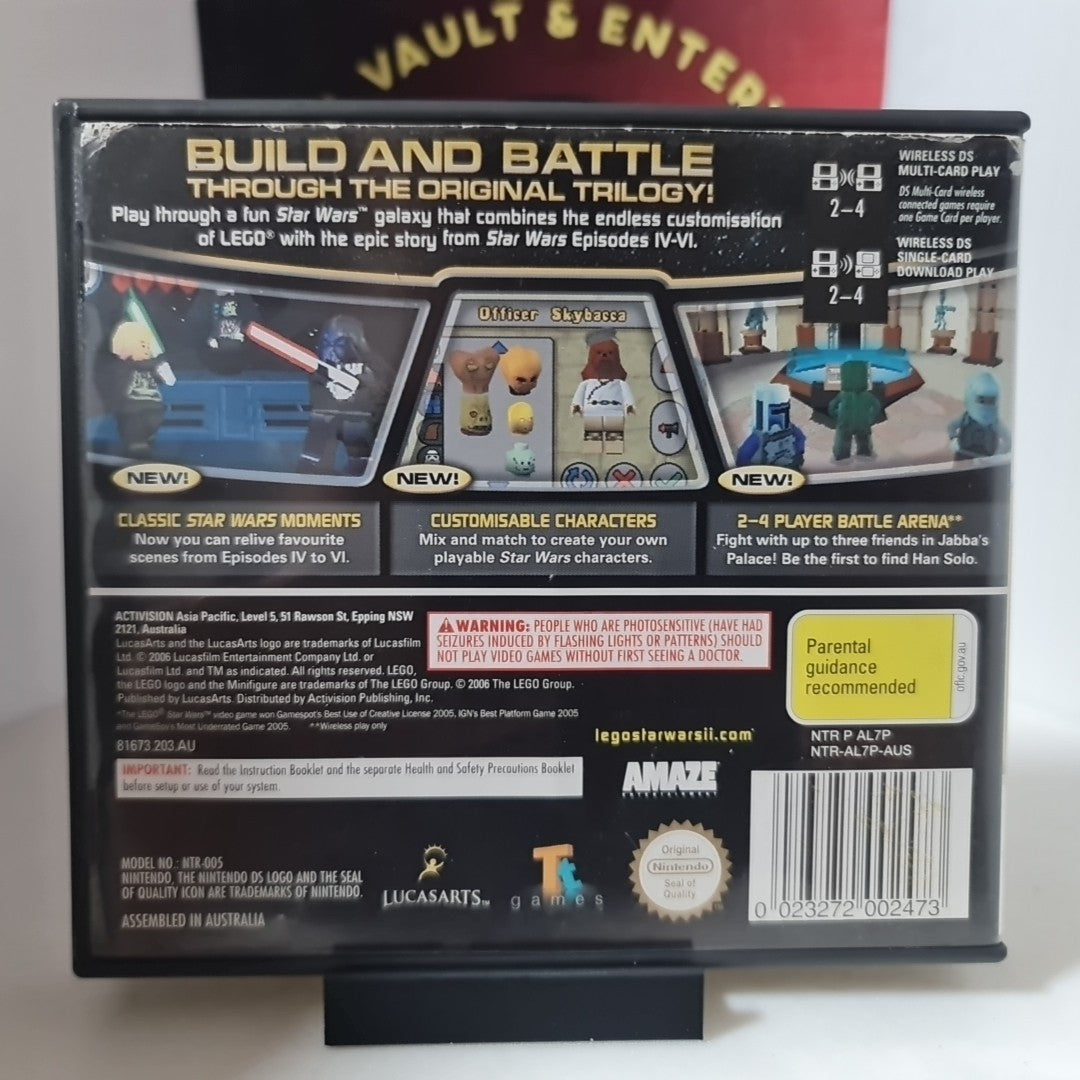 VAULT & ENTER
BUILD AND BATTLE
THROUGH THE ORIGINAL TRILOGY!
Play through a fun Star Wars™ galaxy that combines the endless customisation
of LEGO® with the epic story from Star Wars Episodes IV-VI.
2–4
WIRELESS DS
MULTI-CARD PLAY
DS Multi-Card wireless
connected games require
one Game Card per player.
2–4
WIRELESS DS
SINGLE-CARD
DOWNLOAD PLAY
Officer Skybacca
NEW!
NEW!
NEW!
CLASSIC STAR WARS MOMENTS
Now you can relive favourite
scenes from Episodes IV to VI.
CUSTOMISABLE CHARACTERS
Mix and match to create your own
playable Star Wars characters.
2–4 PLAYER BATTLE ARENA**
Fight with up to three friends in Jabba's
Palace! Be the first to find Han Solo.
ACTIVISION Asia Pacific, Level 5, 51 Rawson St, Epping NSW
2121, Australia
LucasArts and the LucasArts logo are trademarks of Lucasfilm
Ltd. © 2006 Lucasfilm Entertainment Company Ltd. or
Lucasfilm Ltd. and TM as indicated. All rights reserved. LEGO,
the LEGO logo and the Minifigure are trademarks of The LEGO Group. © 2006 The LEGO Group.
Published by LucasArts. Distributed by Activision Publishing, Inc.
*The LEGO® Star Wars™ video game won Gamespot's Best Use of Creative License 2005, IGN's Best Platform Game 2005
and GameSpy's Most Underrated Game 2005. **Wireless play only
81673.203.AU
WARNING: PEOPLE WHO ARE PHOTOSENSITIVE (HAVE HAD
SEIZURES INDUCED BY FLASHING LIGHTS OR PATTERNS) SHOULD
NOT PLAY VIDEO GAMES WITHOUT FIRST SEEING A DOCTOR.
Parental
guidance
recommended
oflc.gov.au
legostarwarsii.com
NTR P AL7P
NTR-AL7P-AUS
IMPORTANT: Read the Instruction Booklet and the separate Health and Safety Precautions Booklet
before setup or use of your system.
AMAZE
ENTERTAINMENT
MODEL NO.: NTR-005
NINTENDO, THE NINTENDO DS LOGO AND THE SEAL
OF QUALITY ICON ARE TRADEMARKS OF NINTENDO.
ASSEMBLED IN AUSTRALIA
LUCASARTS™
Tt
games
Original
Nintendo
Seal of
Quality
0 023272 002473